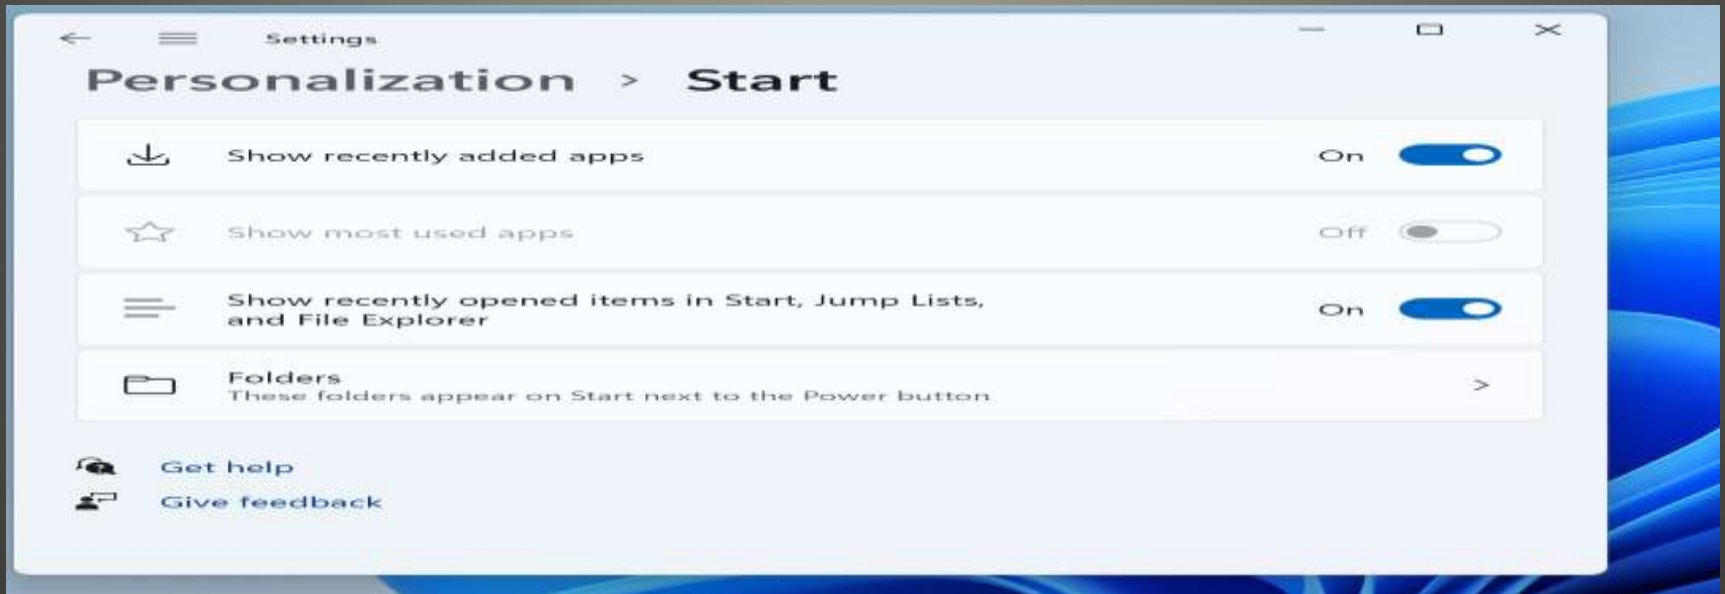 Settings
Personalization > Start
Show recently added apps On
Show most used apps Off
Show recently opened items in Start, Jump Lists,
and File Explorer On
Folders
These folders appear on Start next to the Power button
Get help
Give feedback